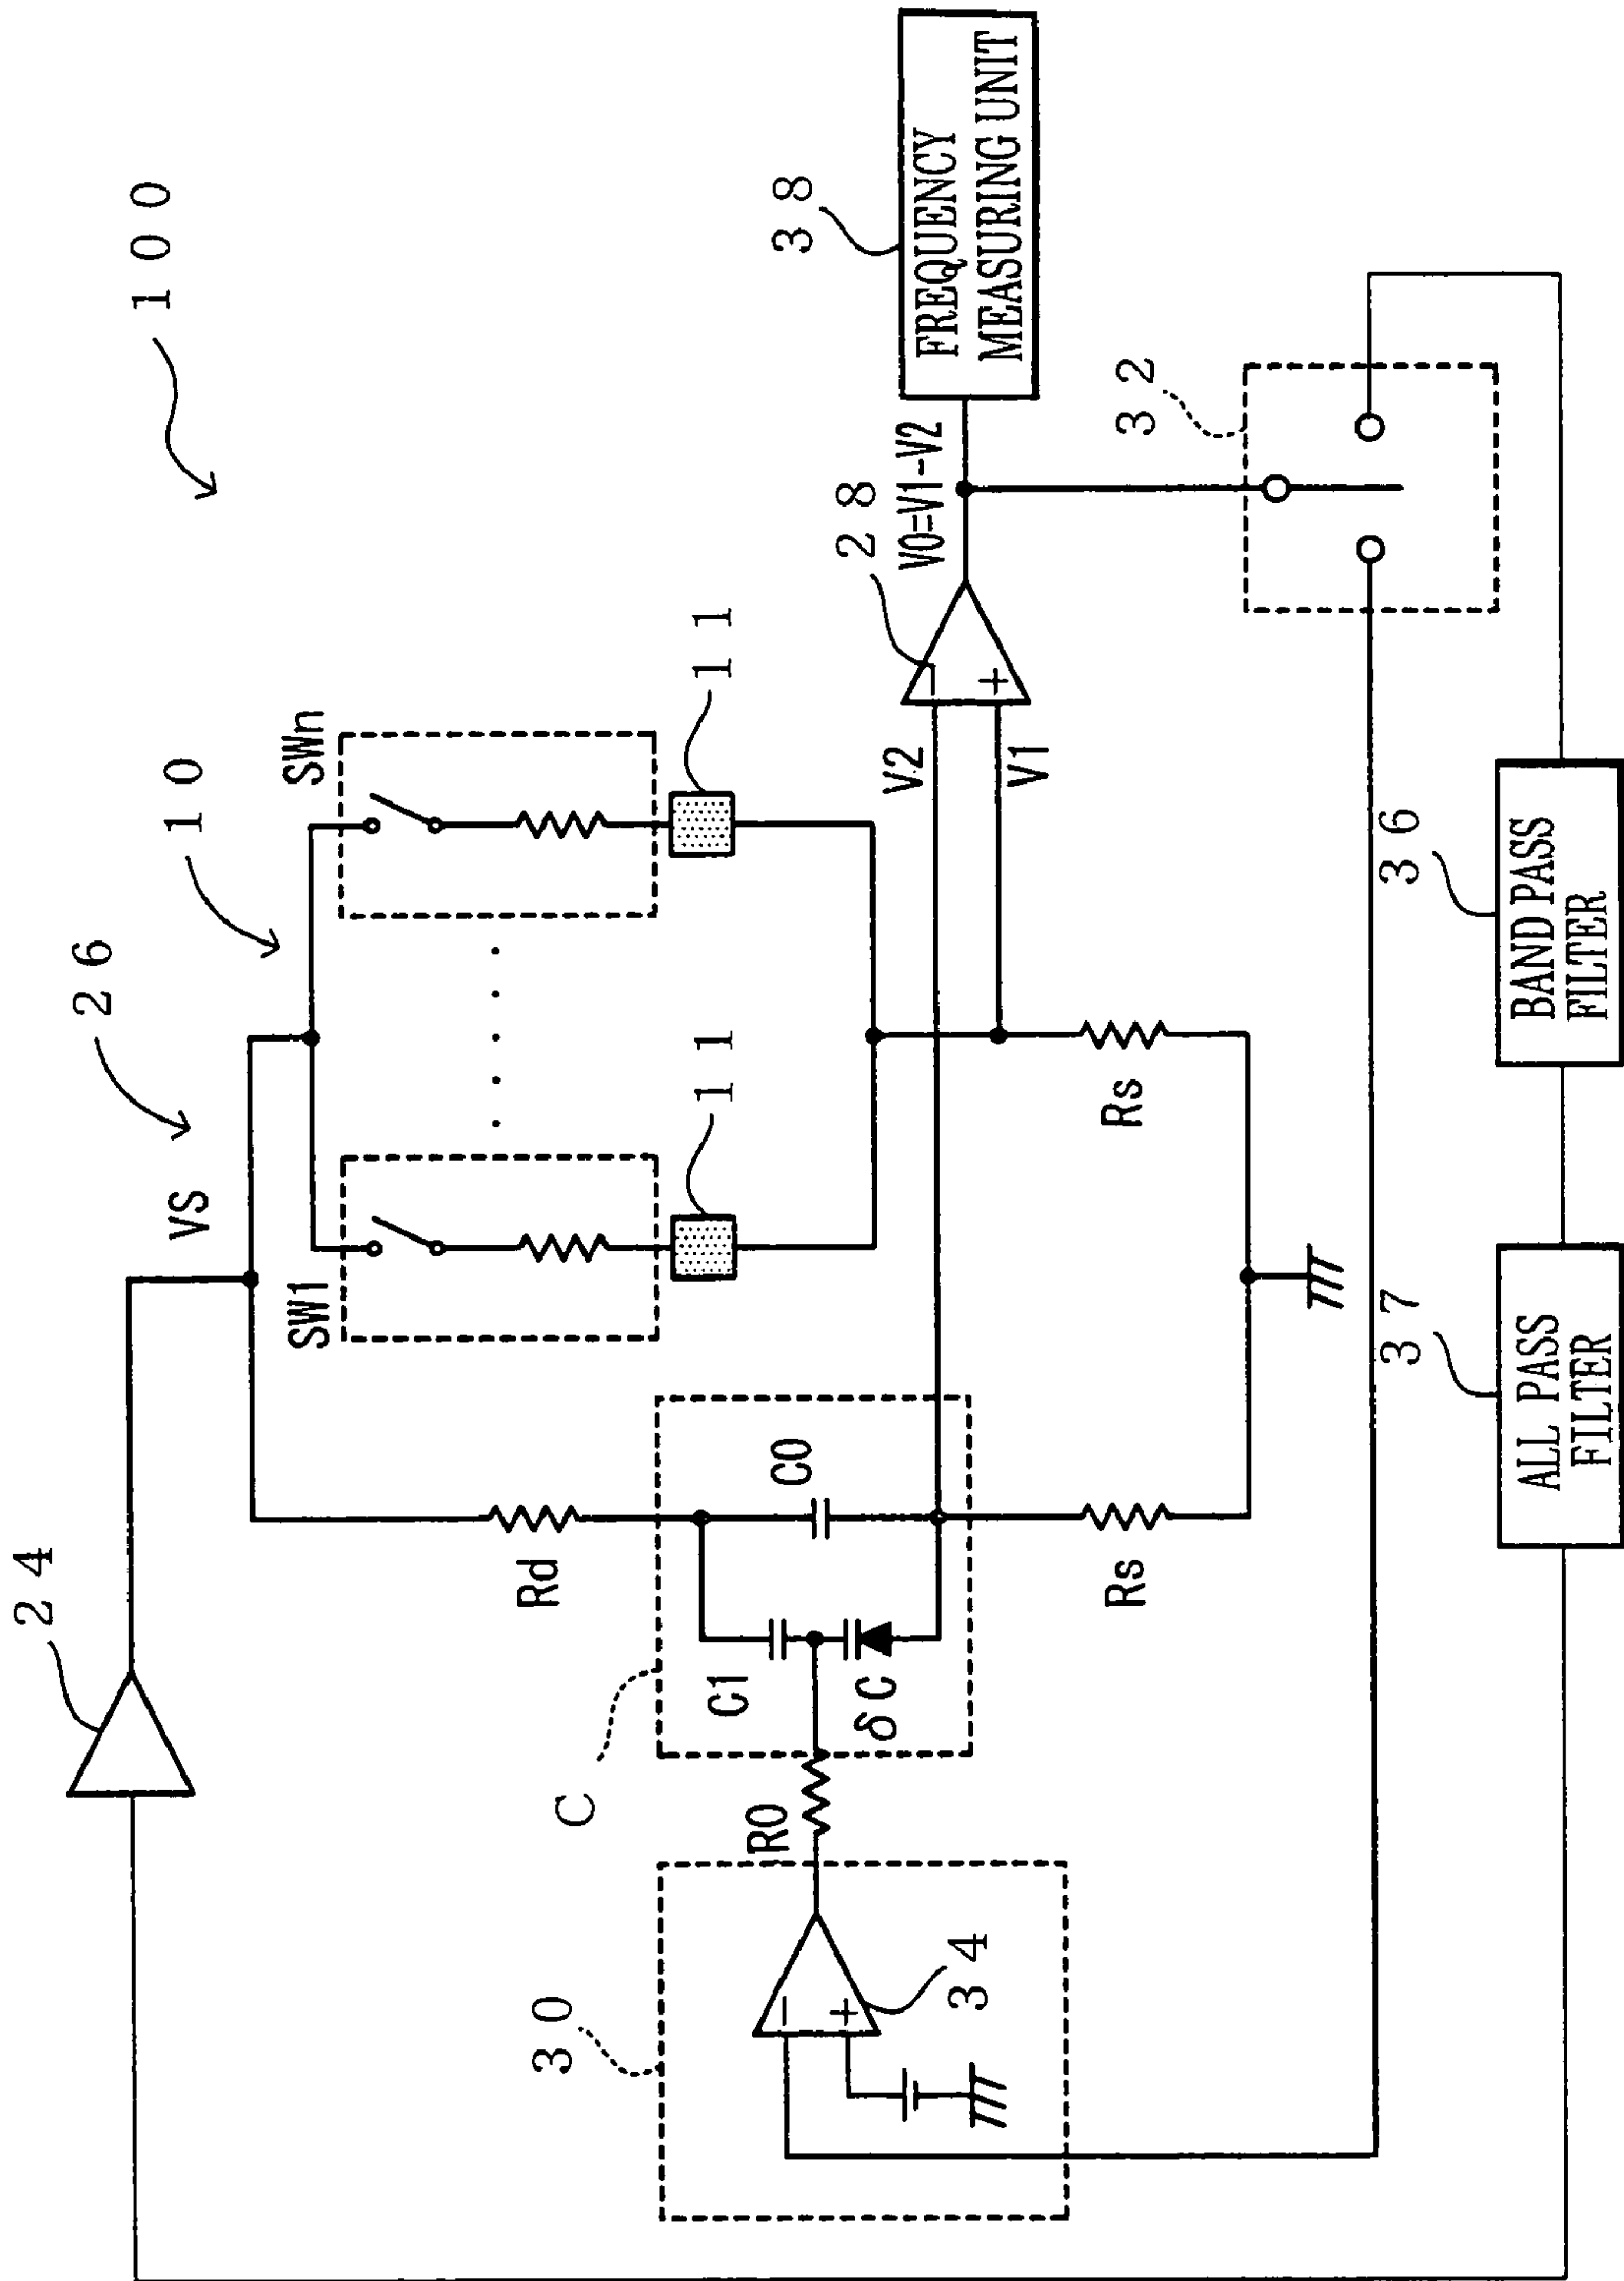 100
24
26
10
VS
SW1
SWn
11
11
Rd
C
C1
C0
δC
R0
30
34
−
+
V2
V1
−
+
28
V0=V1-V2
38
FREQUENCY
MEASURING UNIT
Rs
Rs
32
37
36
ALL PASS
FILTER
BAND PASS
FILTER